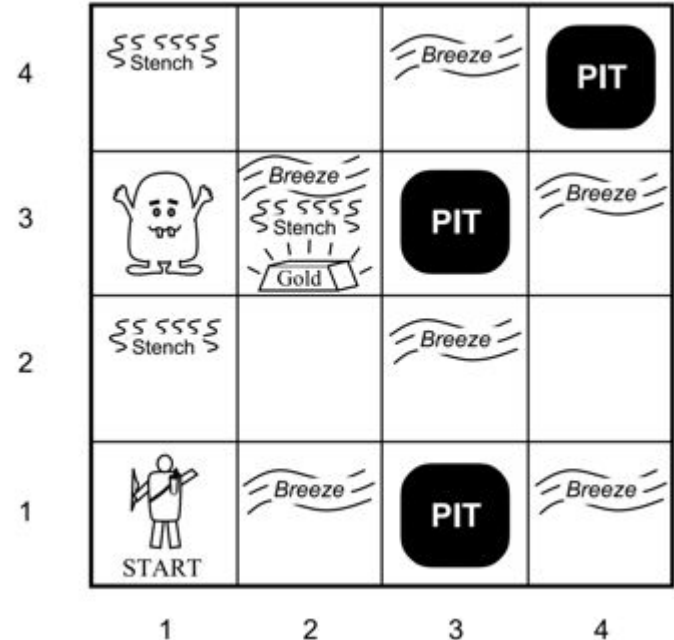 4
Stench
Breeze
PIT
3
Breeze
Stench
Gold
PIT
Breeze
2
Stench
Breeze
1
START
Breeze
PIT
Breeze
1 2 3 4